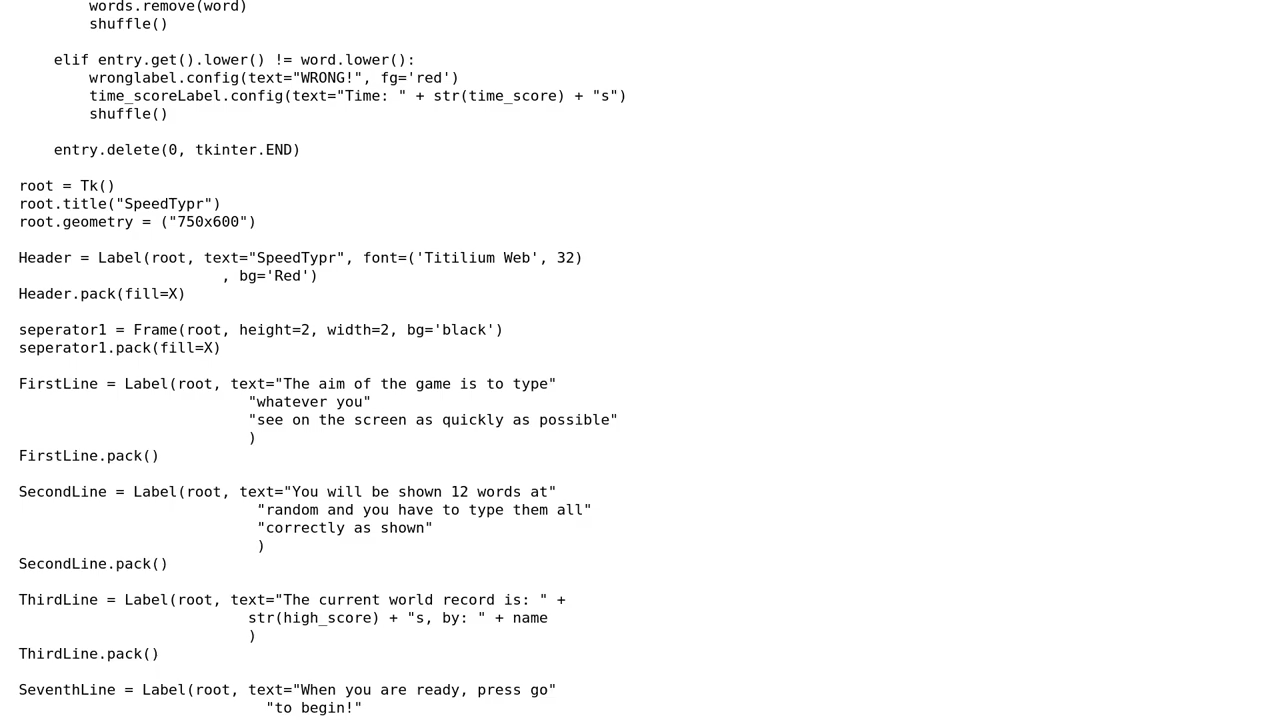 words.remove(word)
shuffle()
elif entry.get().lower() != word.lower():
wronglabel.config(text="WRONG!", fg='red')
time_scoreLabel.config(text="Time: " + str(time_score) + "s")
shuffle()
entry.delete(0, tkinter.END)
root = Tk()
root.title("SpeedTypr")
root.geometry = ("750x600")
Header = Label(root, text="SpeedTypr", font=('Titilium Web', 32)
, bg='Red')
Header.pack(fill=X)
seperator1 = Frame(root, height=2, width=2, bg='black')
seperator1.pack(fill=X)
FirstLine = Label(root, text="The aim of the game is to type"
"whatever you"
"see on the screen as quickly as possible"
)
FirstLine.pack()
SecondLine = Label(root, text="You will be shown 12 words at"
"random and you have to type them all"
"correctly as shown"
)
SecondLine.pack()
ThirdLine = Label(root, text="The current world record is: " +
str(high_score) + "s, by: " + name
)
ThirdLine.pack()
SeventhLine = Label(root, text="When you are ready, press go"
"to begin!"